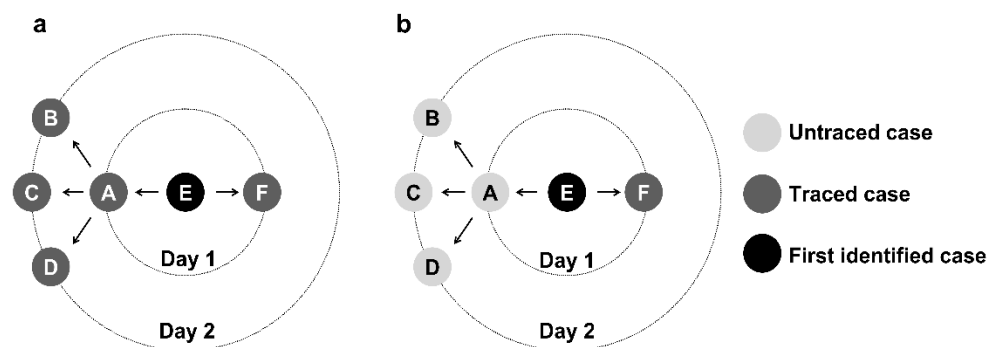 a
B
C
A
E
F
D
Day 1
Day 2
b
B
C
A
E
F
D
Day 1
Day 2
Untraced case
Traced case
First identified case